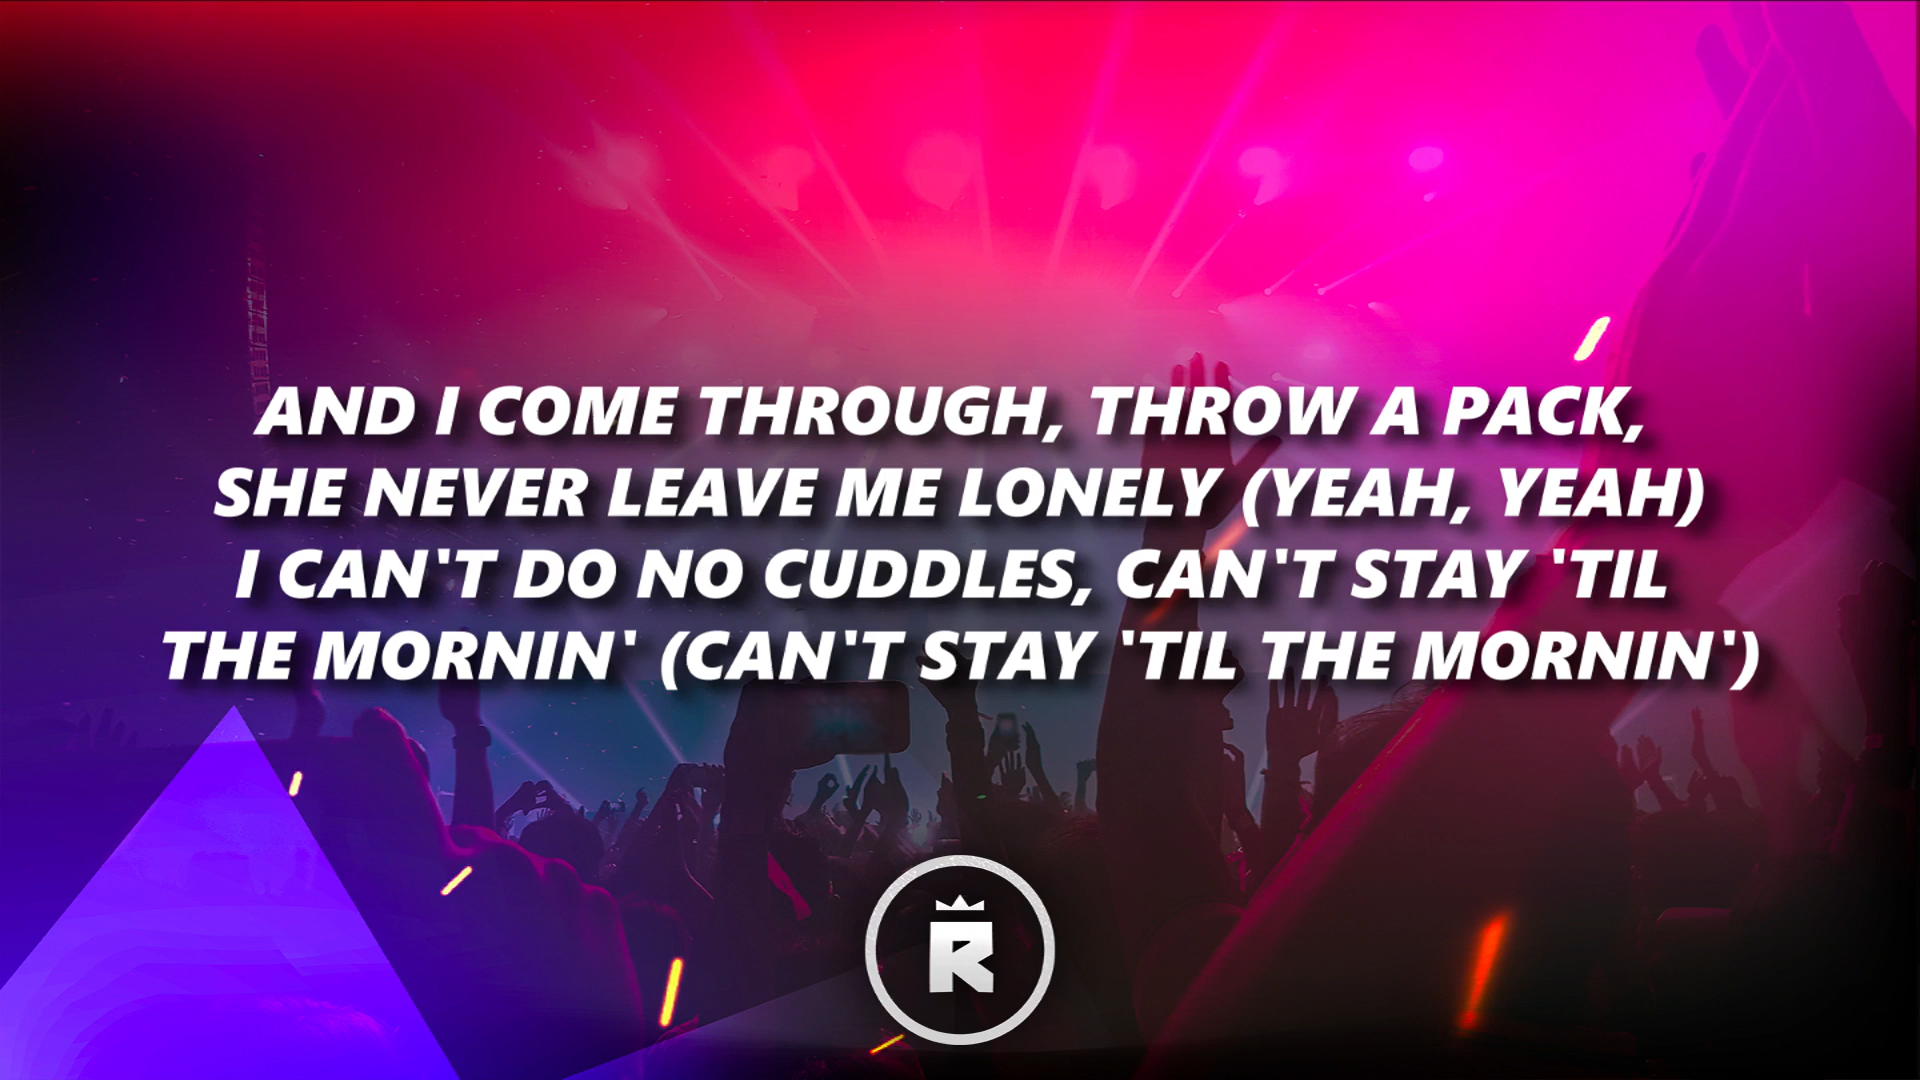 AND I COME THROUGH, THROW A PACK,
SHE NEVER LEAVE ME LONELY (YEAH, YEAH)
I CAN'T DO NO CUDDLES, CAN'T STAY 'TIL
THE MORNIN' (CAN'T STAY 'TIL THE MORNIN')
R